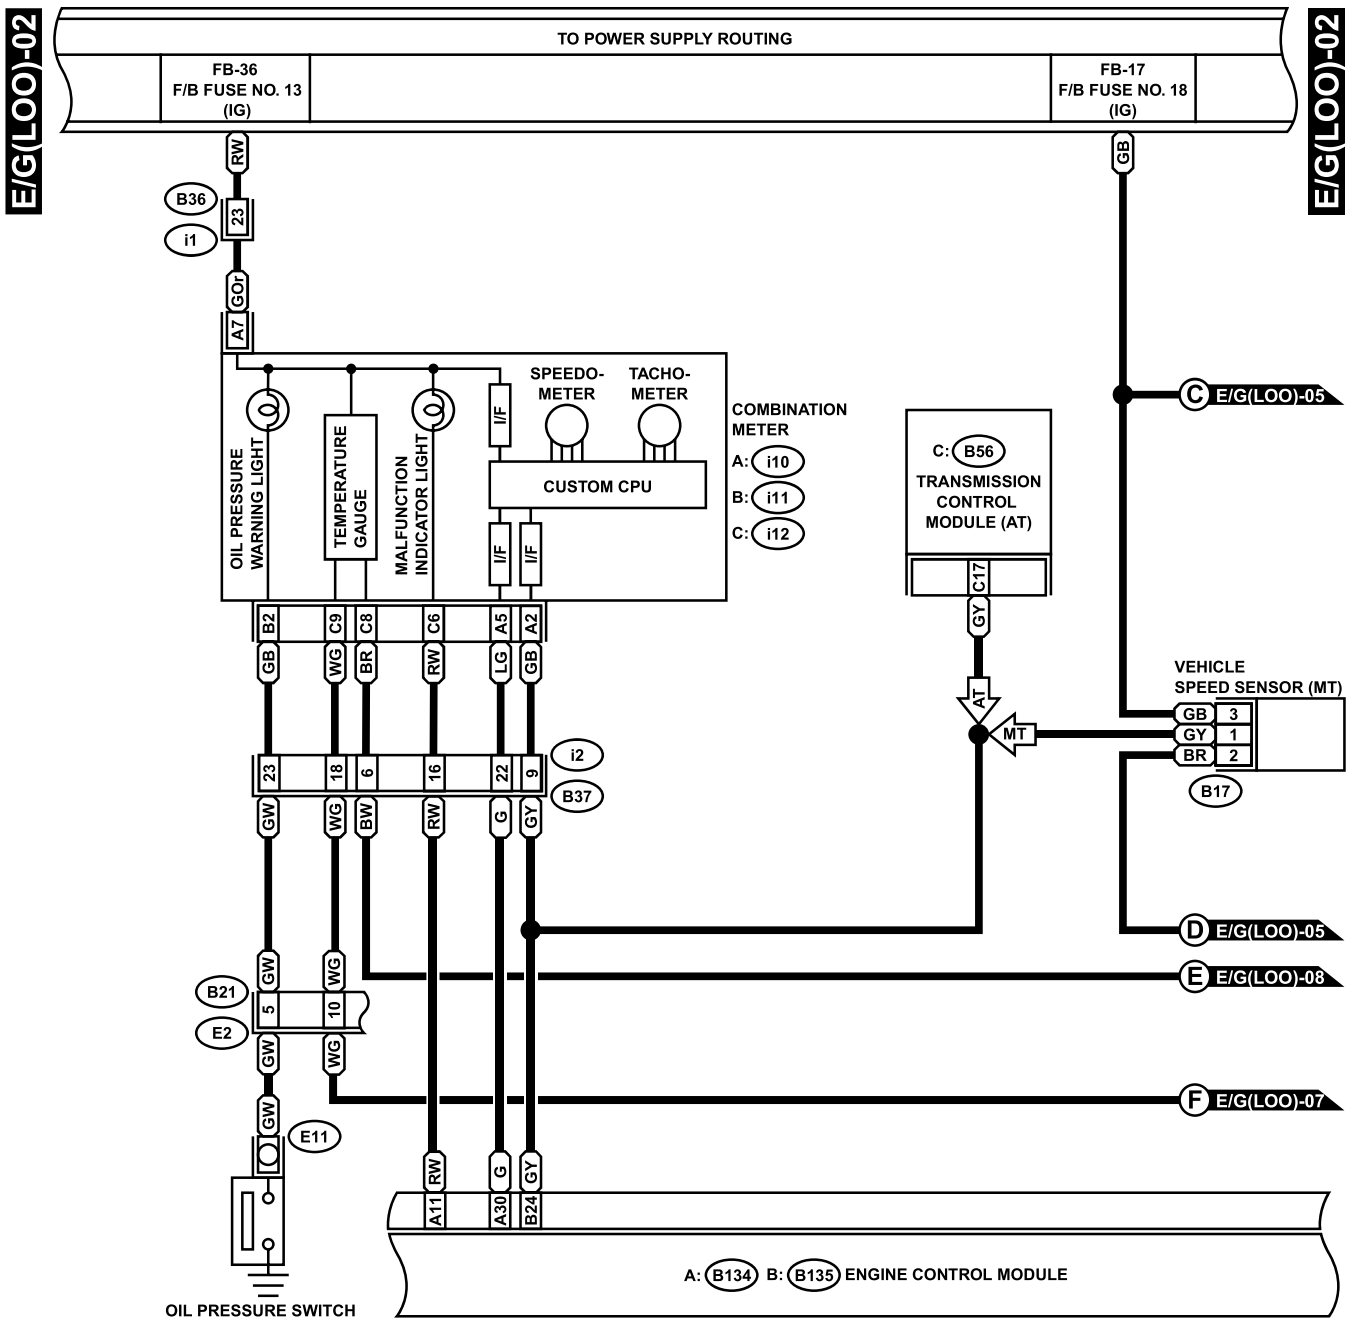 E/G(LOO)-02
E/G(LOO)-02
TO POWER SUPPLY ROUTING
FB-36
F/B FUSE NO. 13
(IG)
FB-17
F/B FUSE NO. 18
(IG)
RW
GB
B36
23
i1
GOr
A7
SPEEDO-
METER
TACHO-
METER
I/F
OIL PRESSURE
WARNING LIGHT
TEMPERATURE
GAUGE
MALFUNCTION
INDICATOR LIGHT
CUSTOM CPU
I/F
I/F
COMBINATION
METER
A: i10
B: i11
C: i12
C: B56
TRANSMISSION
CONTROL
MODULE (AT)
C17
GY
AT
MT
C E/G(LOO)-05
B2
C9
C8
C6
A5
A2
GB
WG
BR
RW
LG
GB
VEHICLE
SPEED SENSOR (MT)
GB 3
GY 1
BR 2
B17
i2
23
18
6
16
22
9
B37
GW
WG
BW
RW
G
GY
D E/G(LOO)-05
E E/G(LOO)-08
GW
WG
B21
5
10
E2
GW
WG
F E/G(LOO)-07
GW
E11
RW
G
GY
A11
A30
B24
A: B134 B: B135 ENGINE CONTROL MODULE
OIL PRESSURE SWITCH